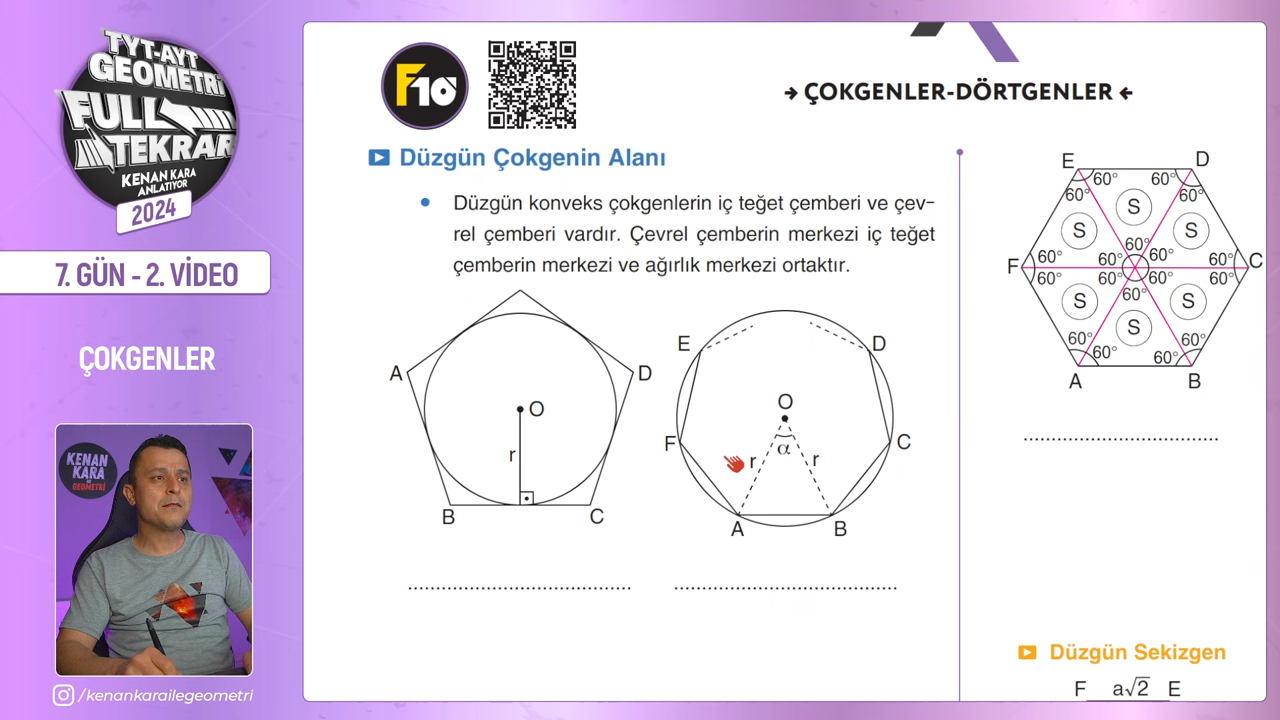 TYT-AYT
GEOMETRİ
FULL
TEKRAR
KENAN KARA
ANLATIYOR
2024
7. GÜN - 2. VİDEO
ÇOKGENLER
KENAN
KARA
İLE
GEOMETRİ
/kenankarailegeometri
F10
→ ÇOKGENLER-DÖRTGENLER ←
Düzgün Çokgenin Alanı
• Düzgün konveks çokgenlerin iç teğet çemberi ve çev-
rel çemberi vardır. Çevrel çemberin merkezi iç teğet
çemberin merkezi ve ağırlık merkezi ortaktır.
A D
O
r
B C
E D
O
F α C
r r
A B
E D
60° 60°
60° S 60°
S 60° S
F 60° 60° 60° 60° C
60° 60° 60° 60°
S 60° S
60° S 60°
60° 60°
A B
Düzgün Sekizgen
F a√2 E